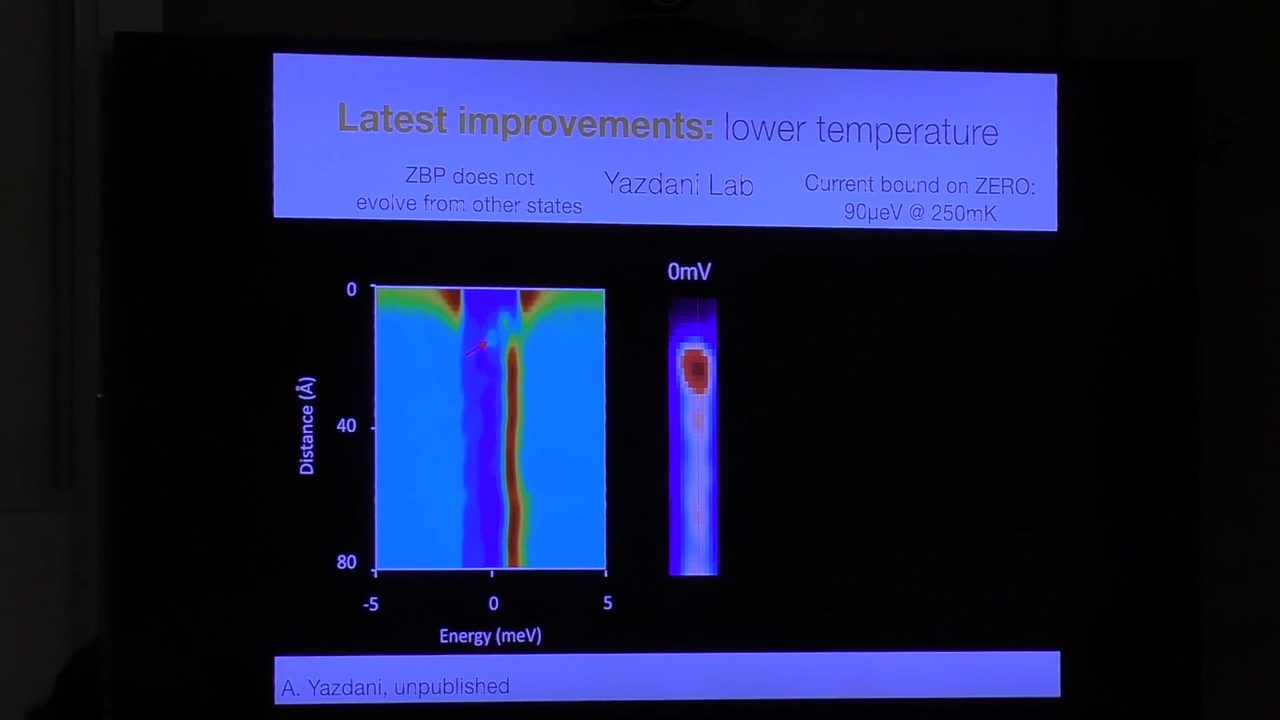 Latest improvements: lower temperature
ZBP does not
evolve from other states
Yazdani Lab
Current bound on ZERO:
90µeV @ 250mK
0mV
0
40
80
Distance (Å)
-5
0
5
Energy (meV)
A. Yazdani, unpublished